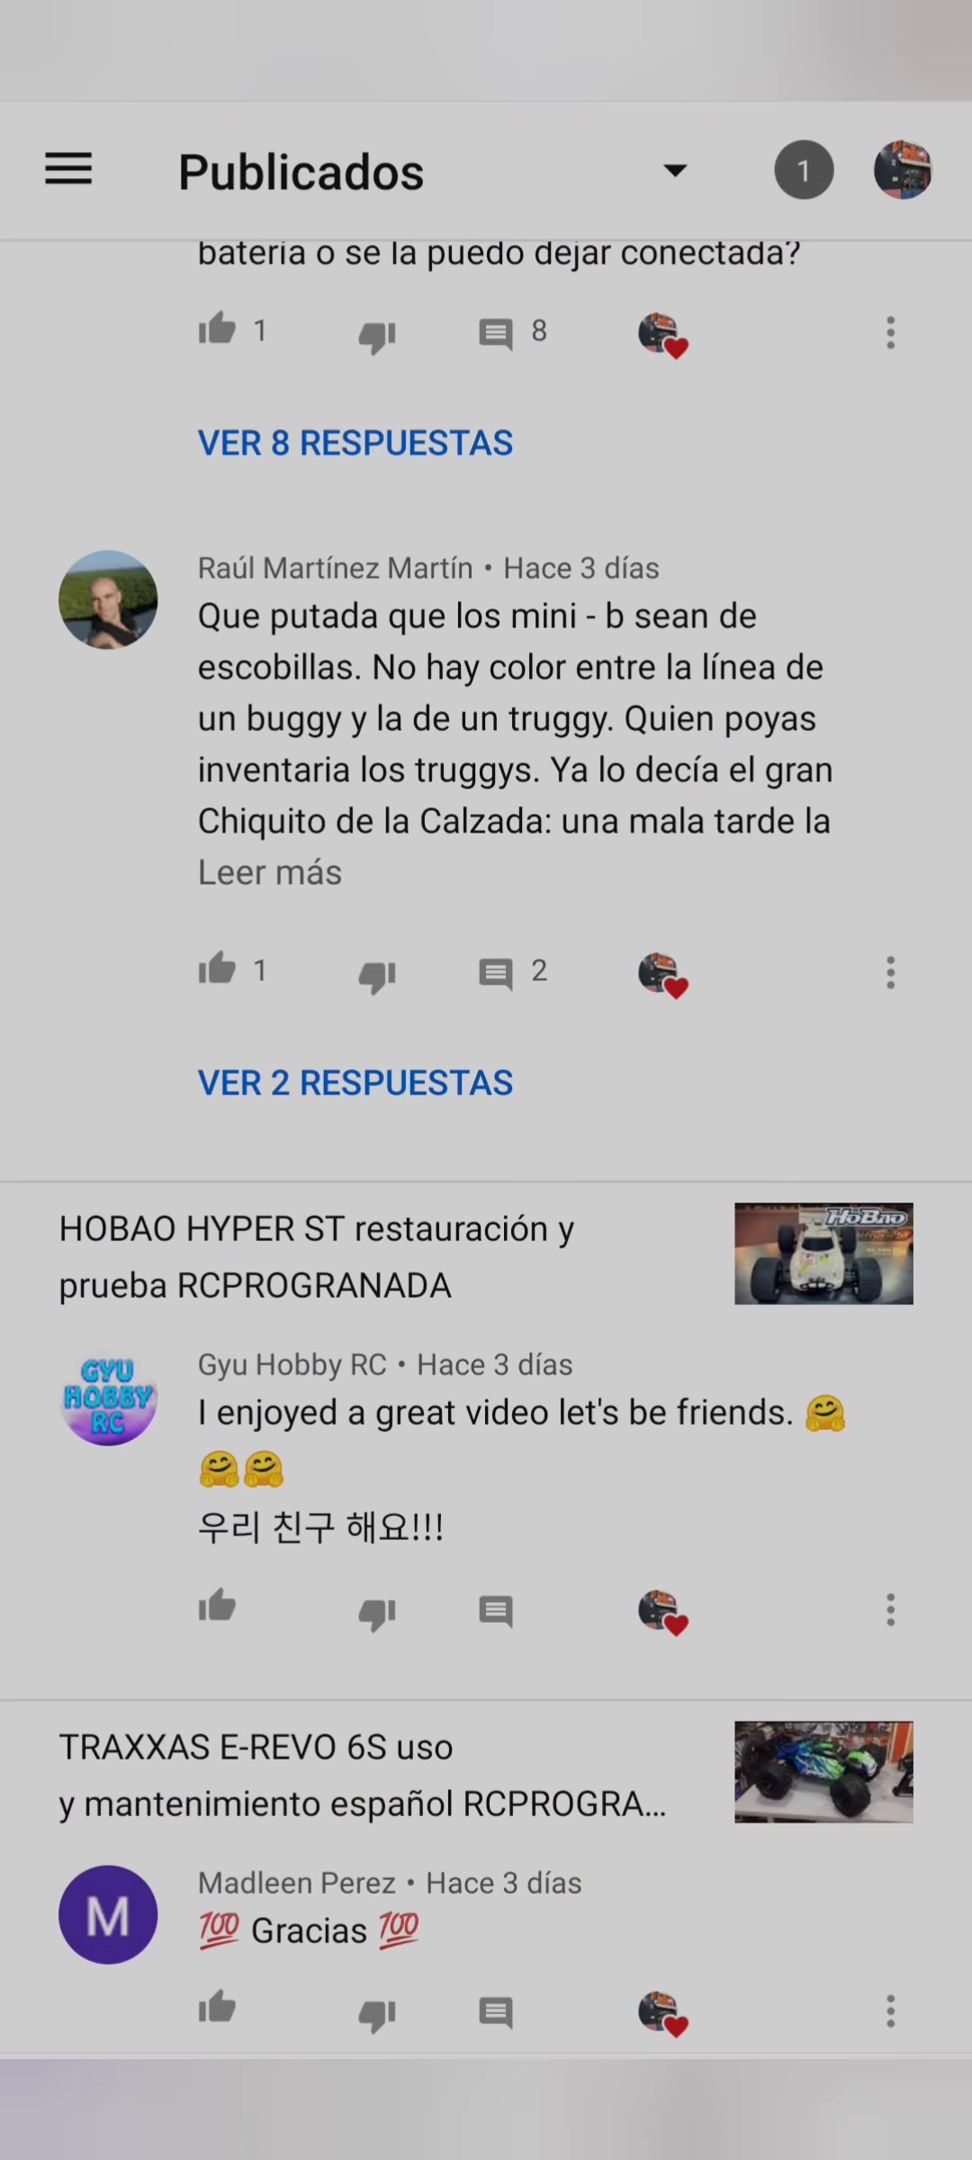 Publicados
1
batería o se la puedo dejar conectada?
1
8
VER 8 RESPUESTAS
Raúl Martínez Martín • Hace 3 días
Que putada que los mini - b sean de
escobillas. No hay color entre la línea de
un buggy y la de un truggy. Quien poyas
inventaria los truggys. Ya lo decía el gran
Chiquito de la Calzada: una mala tarde la
Leer más
1
2
VER 2 RESPUESTAS
HOBAO HYPER ST restauración y
prueba RCPROGRANADA
HoBao
GYU
HOBBY
RC
Gyu Hobby RC • Hace 3 días
I enjoyed a great video let's be friends. 🤗
🤗🤗
우리 친구 해요!!!
TRAXXAS E-REVO 6S uso
y mantenimiento español RCPROGRA...
M
Madleen Perez • Hace 3 días
💯 Gracias 💯